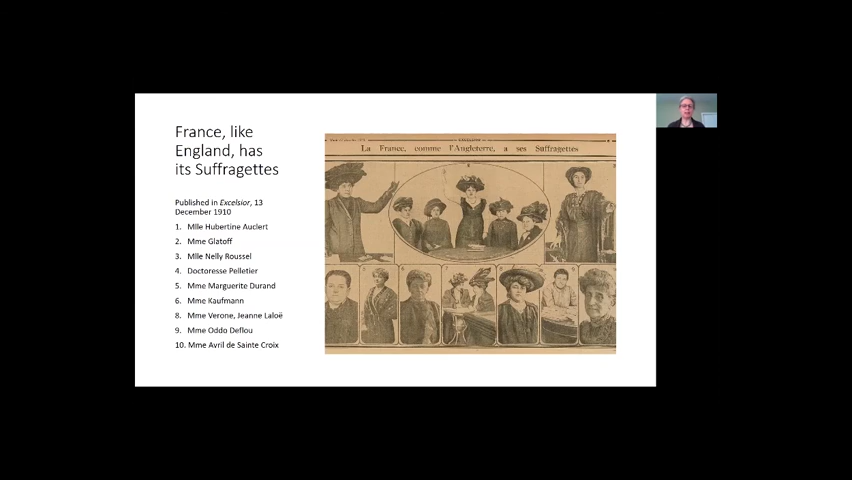 France, like
England, has
its Suffragettes
Published in Excelsior, 13
December 1910
1. Mlle Hubertine Auclert
2. Mme Glatoff
3. Mlle Nelly Roussel
4. Doctoresse Pelletier
5. Mme Marguerite Durand
6. Mme Kaufmann
8. Mme Verone, Jeanne Laloë
9. Mme Oddo Deflou
10. Mme Avril de Sainte Croix
La France, comme l'Angleterre, a ses Suffragettes